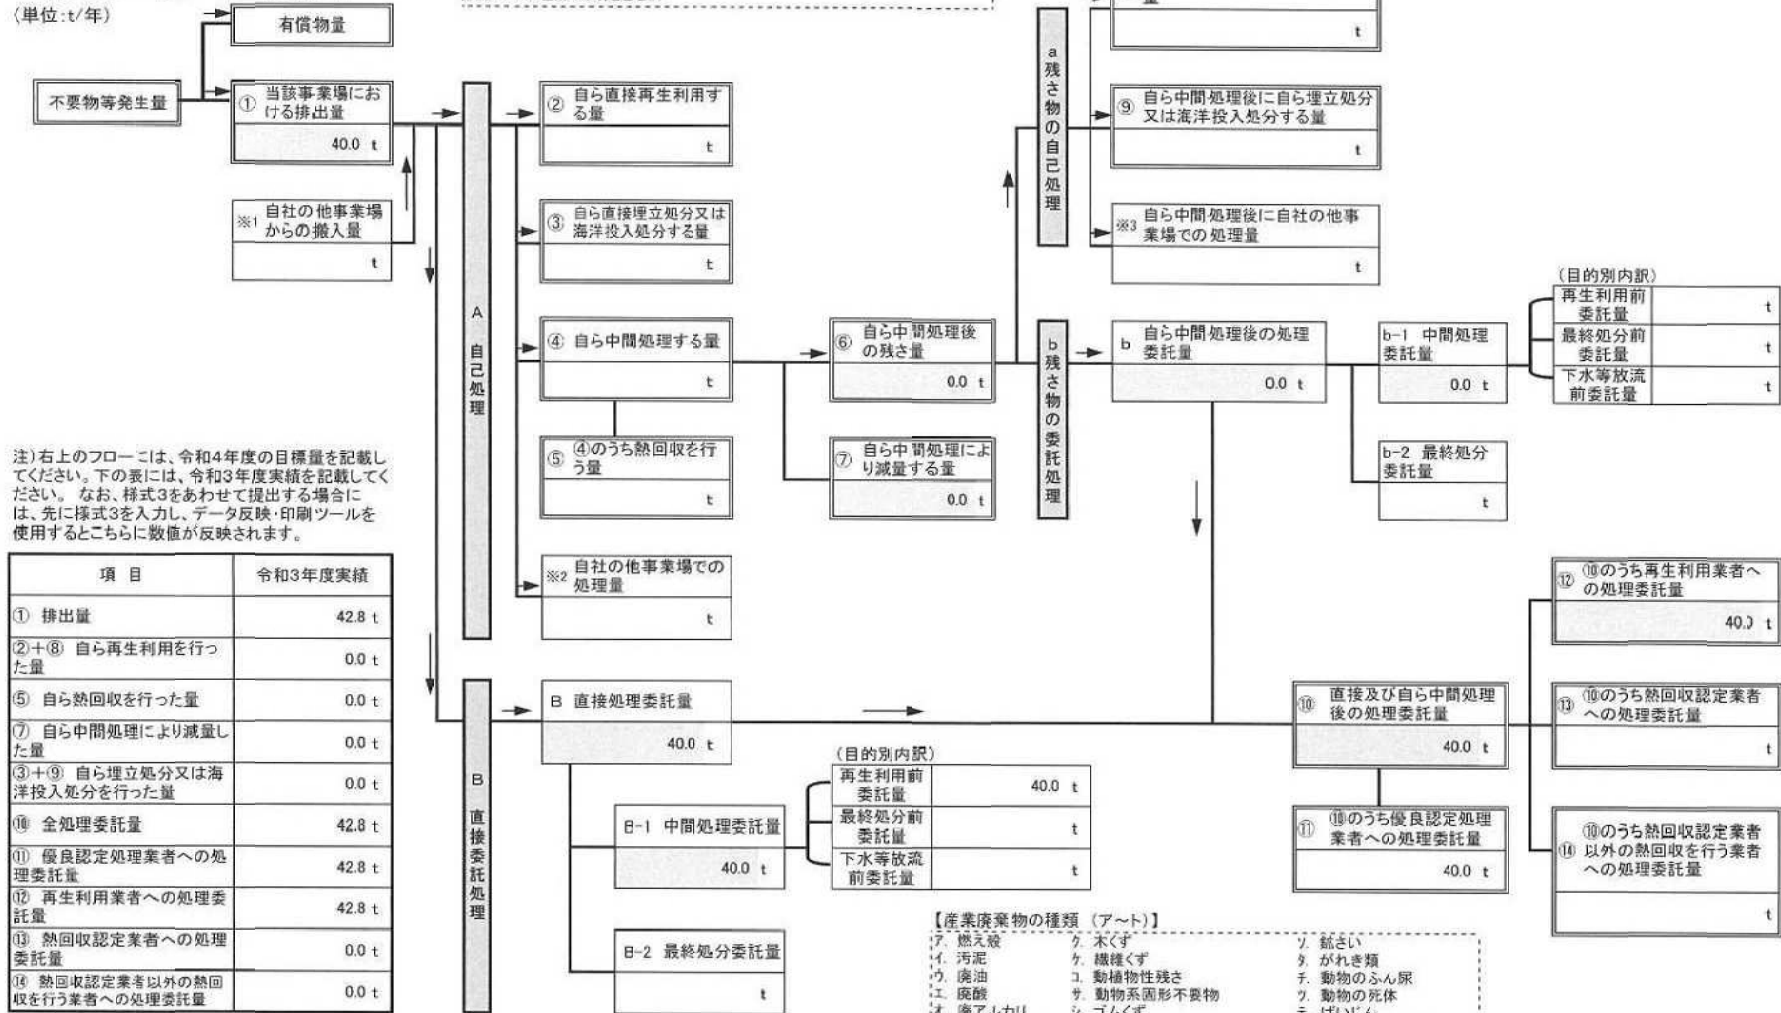 (単位:t/年)
有償物量
不要物等発生量
① 当該事業場にお
ける排出量
40.0 t
※1 自社の他事業場
からの搬入量
t
A 自己処理
② 自ら直接再生利用す
る量
t
③ 自ら直接埋立処分又は
海洋投入処分する量
t
④ 自ら中間処理する量
t
⑤ ④のうち熱回収を行
う量
t
※2 自社の他事業場での
処理量
t
⑥ 自ら中間処理後
の残さ量
0.0 t
⑦ 自ら中間処理によ
り減量する量
0.0 t
a 残さ物の自己処理
量
t
⑨ 自ら中間処理後に自ら埋立処分
又は海洋投入処分する量
t
※3 自ら中間処理後に自社の他事
業場での処理量
t
b 残さ物の委託処理
b 自ら中間処理後の処理
委託量
0.0 t
b-1 中間処理
委託量
0.0 t
b-2 最終処分
委託量
t
(目的別内訳)
再生利用前
委託量
t
最終処分前
委託量
t
下水等放流
前委託量
t
注)右上のフローには、令和4年度の目標量を記載し
てください。下の表には、令和3年度実績を記載してく
ださい。 なお、様式3をあわせて提出する場合に
は、先に様式3を入力し、データ反映・印刷ツールを
使用するとこちらに数値が反映されます。
項 目 令和3年度実績
① 排出量 42.8 t
②+⑧ 自ら再生利用を行っ
た量 0.0 t
⑤ 自ら熱回収を行った量 0.0 t
⑦ 自ら中間処理により減量し
た量 0.0 t
③+⑨ 自ら埋立処分又は海
洋投入処分を行った量 0.0 t
⑩ 全処理委託量 42.8 t
⑪ 優良認定処理業者への処
理委託量 42.8 t
⑫ 再生利用業者への処理委
託量 42.8 t
⑬ 熱回収認定業者への処理
委託量 0.0 t
⑭ 熱回収認定業者以外の熱回
収を行う業者への処理委託量 0.0 t
B 直接委託処理
B 直接処理委託量
40.0 t
B-1 中間処理委託量
40.0 t
B-2 最終処分委託量
t
(目的別内訳)
再生利用前
委託量
40.0 t
最終処分前
委託量
t
下水等放流
前委託量
t
⑩ 直接及び自ら中間処理
後の処理委託量
40.0 t
⑪ ⑩のうち優良認定処理
業者への処理委託量
40.0 t
⑫ ⑩のうち再生利用業者へ
の処理委託量
40.0 t
⑬ ⑩のうち熱回収認定業者
への処理委託量
t
⑭ ⑩のうち熱回収認定業者
以外の熱回収を行う業者
への処理委託量
t
【産業廃棄物の種類 (ア~ト)】
ア. 燃え殻 ク. 木くず ソ. 鉱さい
イ. 汚泥 ケ. 繊維くず タ. がれき類
ウ. 廃油 コ. 動植物性残さ チ. 動物のふん尿
エ. 廃酸 サ. 動物系固形不要物 ツ. 動物の死体
オ. 廃アルカリ シ. ゴムくず テ. ばいじん